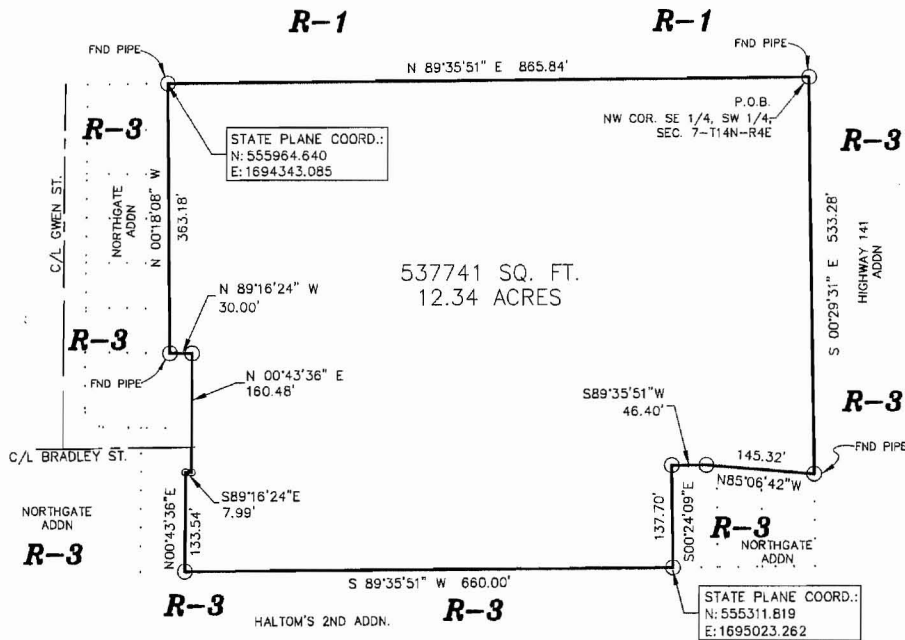 R-1
R-1
FND PIPE
FND PIPE
N 89°35'51" E 865.84'
P.O.B.
NW COR. SE 1/4, SW 1/4,
SEC. 7-T14N-R4E
R-3
STATE PLANE COORD.:
N: 555964.640
E: 1694343.085
R-3
C/L GWEN ST.
NORTHGATE
ADDN
N 00°18'08" W
363.18'
537741 SQ. FT.
12.34 ACRES
S 00°29'31" E 533.28'
HIGHWAY 141
ADDN
N 89°16'24" W
30.00'
R-3
FND PIPE
N 00°43'36" E
160.48'
S89°35'51"W
46.40'
R-3
C/L BRADLEY ST.
145.32'
N85°06'42"W
FND PIPE
S89°16'24"E
7.99'
NORTHGATE
ADDN
R-3
N00°43'36"E
133.54'
137.70'
S00°24'09"E
R-3
NORTHGATE
ADDN
S 89°35'51" W 660.00'
R-3
HALTOM'S 2ND ADDN.
R-3
STATE PLANE COORD.:
N: 555311.819
E: 1695023.262